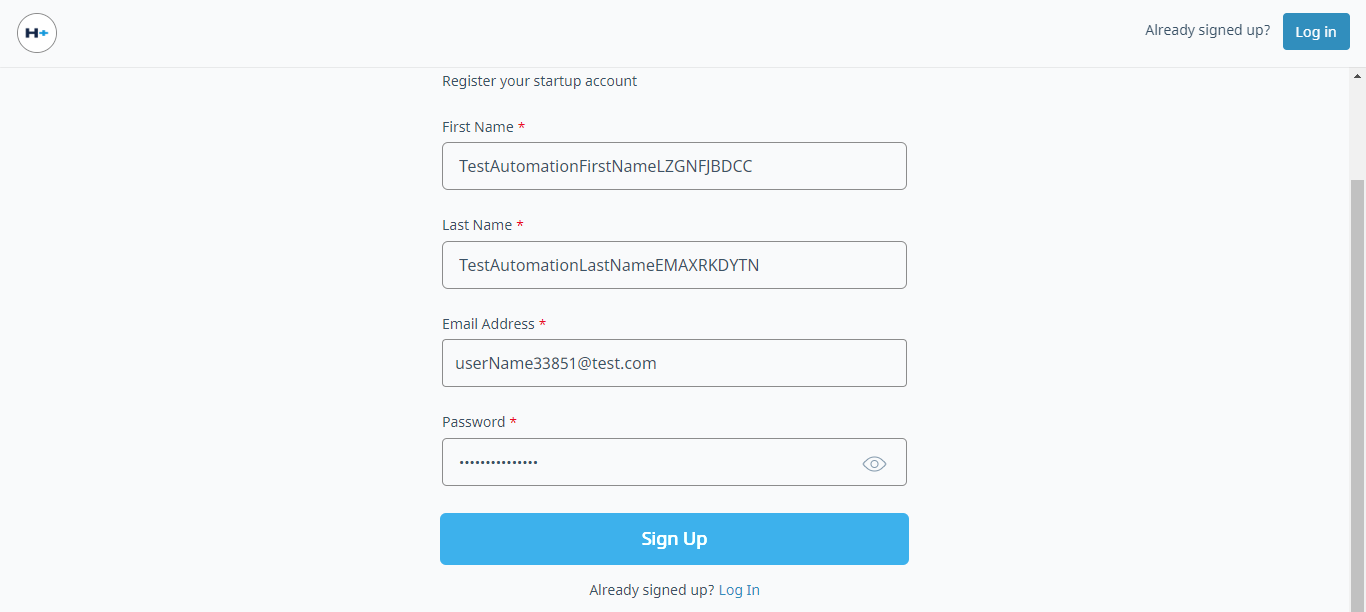 H+
Already signed up?
Log in
Register your startup account
First Name *
TestAutomationFirstNameLZGNFJBDCC
Last Name *
TestAutomationLastNameEMAXRKDYTN
Email Address *
userName33851@test.com
Password *
•••••••••••••••
Sign Up
Already signed up? Log In